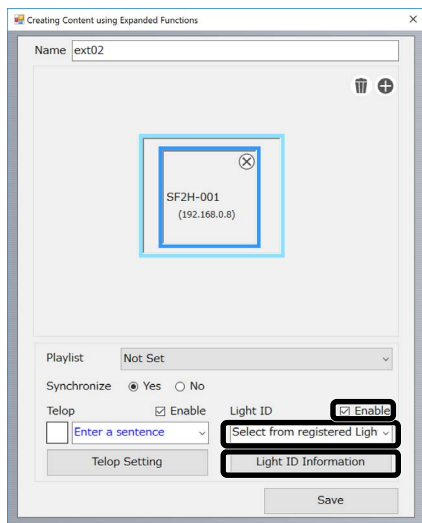 Creating Content using Expanded Functions
Name ext02
SF2H-001
(192.168.0.8)
Playlist Not Set
Synchronize Yes No
Telop Enable Light ID Enable
Enter a sentence Select from registered Ligh
Telop Setting Light ID Information
Save